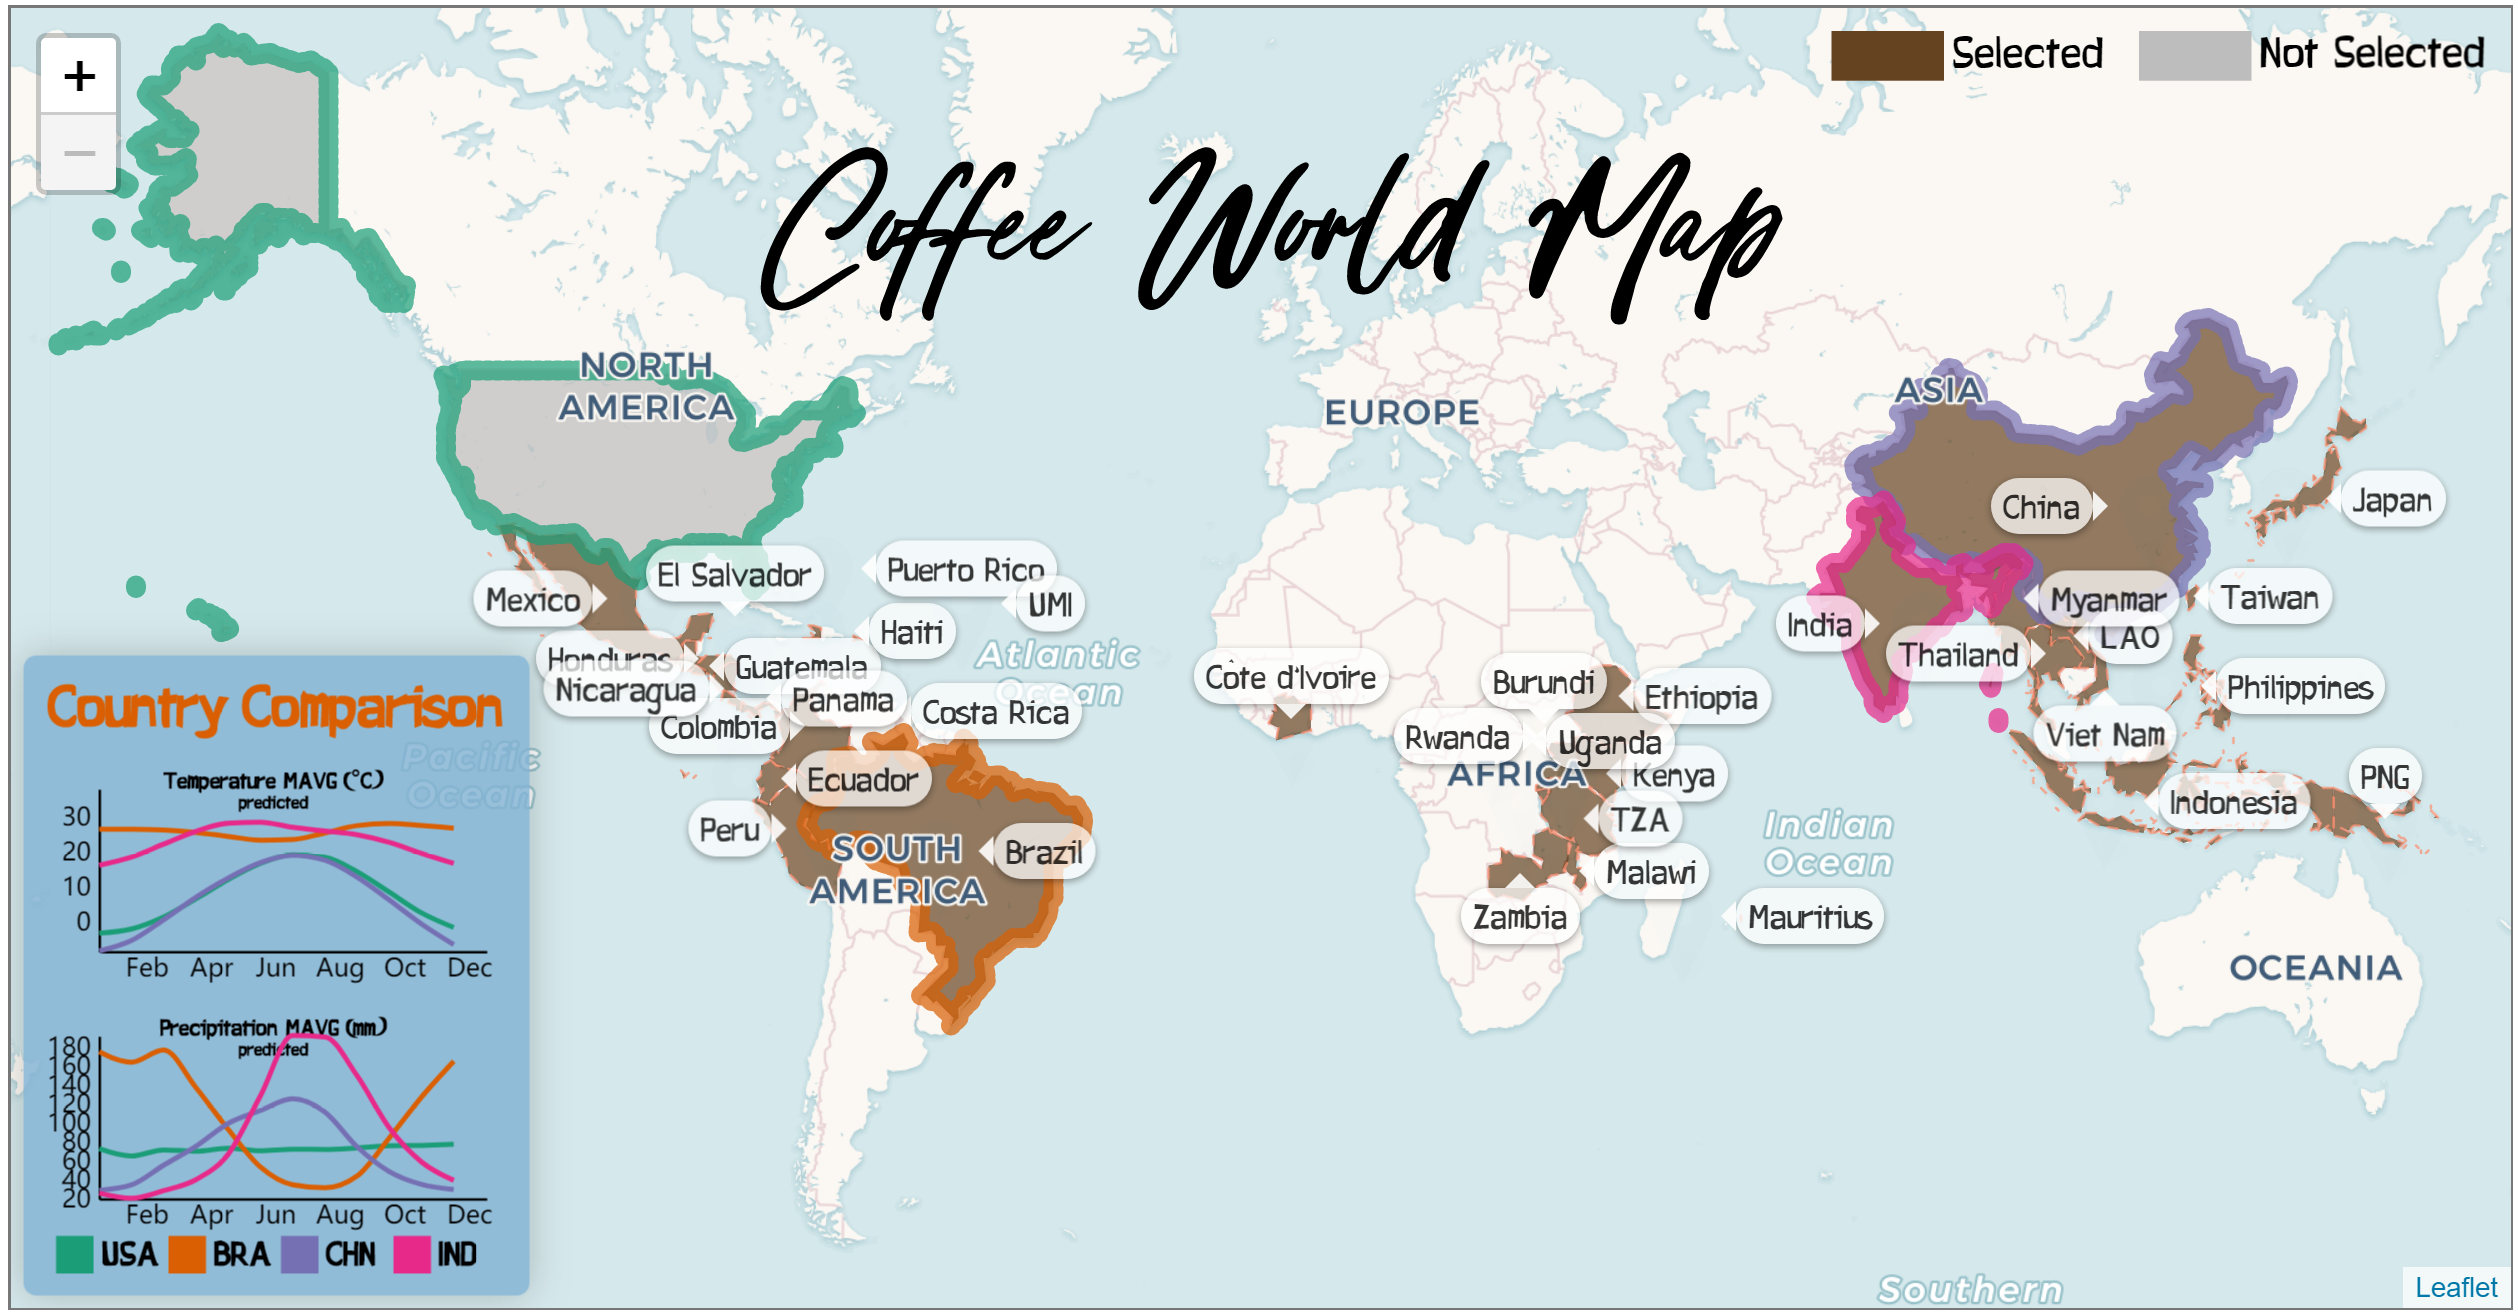 +
−
Selected
Not Selected
Coffee World Map
NORTH
AMERICA
EUROPE
ASIA
China
Japan
El Salvador
Puerto Rico
UMI
Mexico
Haiti
Myanmar
Taiwan
India
LAO
Thailand
Atlantic
Ocean
Honduras
Guatemala
Nicaragua
Panama
Costa Rica
Colombia
Côte d'Ivoire
Burundi
Ethiopia
Rwanda
Uganda
AFRICA
Kenya
Philippines
Viet Nam
PNG
Indonesia
Ecuador
Peru
SOUTH
AMERICA
Brazil
TZA
Malawi
Zambia
Mauritius
Indian
Ocean
OCEANIA
Pacific
Ocean
Country Comparison
Temperature MAVG (°C)
predicted
30
20
10
0
Feb Apr Jun Aug Oct Dec
Precipitation MAVG (mm)
predicted
180
160
140
120
100
80
60
40
20
Feb Apr Jun Aug Oct Dec
USA BRA CHN IND
Southern
Leaflet